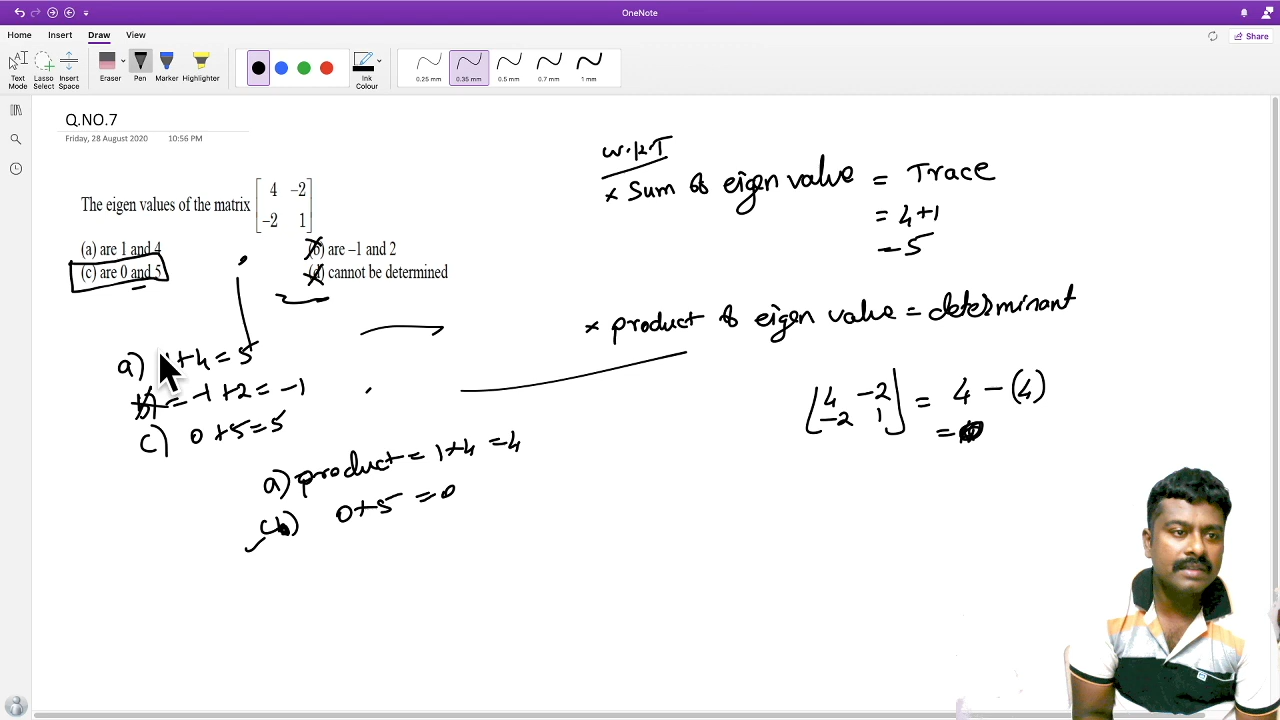 OneNote
Home Insert Draw View
Share
Text Mode
Lasso Select
Insert Space
Eraser
Pen
Marker
Highlighter
Ink Colour
0.25 mm
0.35 mm
0.5 mm
0.7 mm
1 mm
Q.NO.7
Friday, 28 August 2020 10:56 PM
The eigen values of the matrix [4 −2
−2 1]
(a) are 1 and 4
(b) are −1 and 2
(c) are 0 and 5
(d) cannot be determined
w.k.T
× Sum of eigen value = Trace
= 4+1
= 5
× product of eigen value = determinant
|4 −2
−2 1| = 4 − (4)
= 0
a) 1+4 = 5
b) = −1 +2 = −1
c) 0 +5 = 5
a) product = 1+4 = 4
c) 0+5 = 0